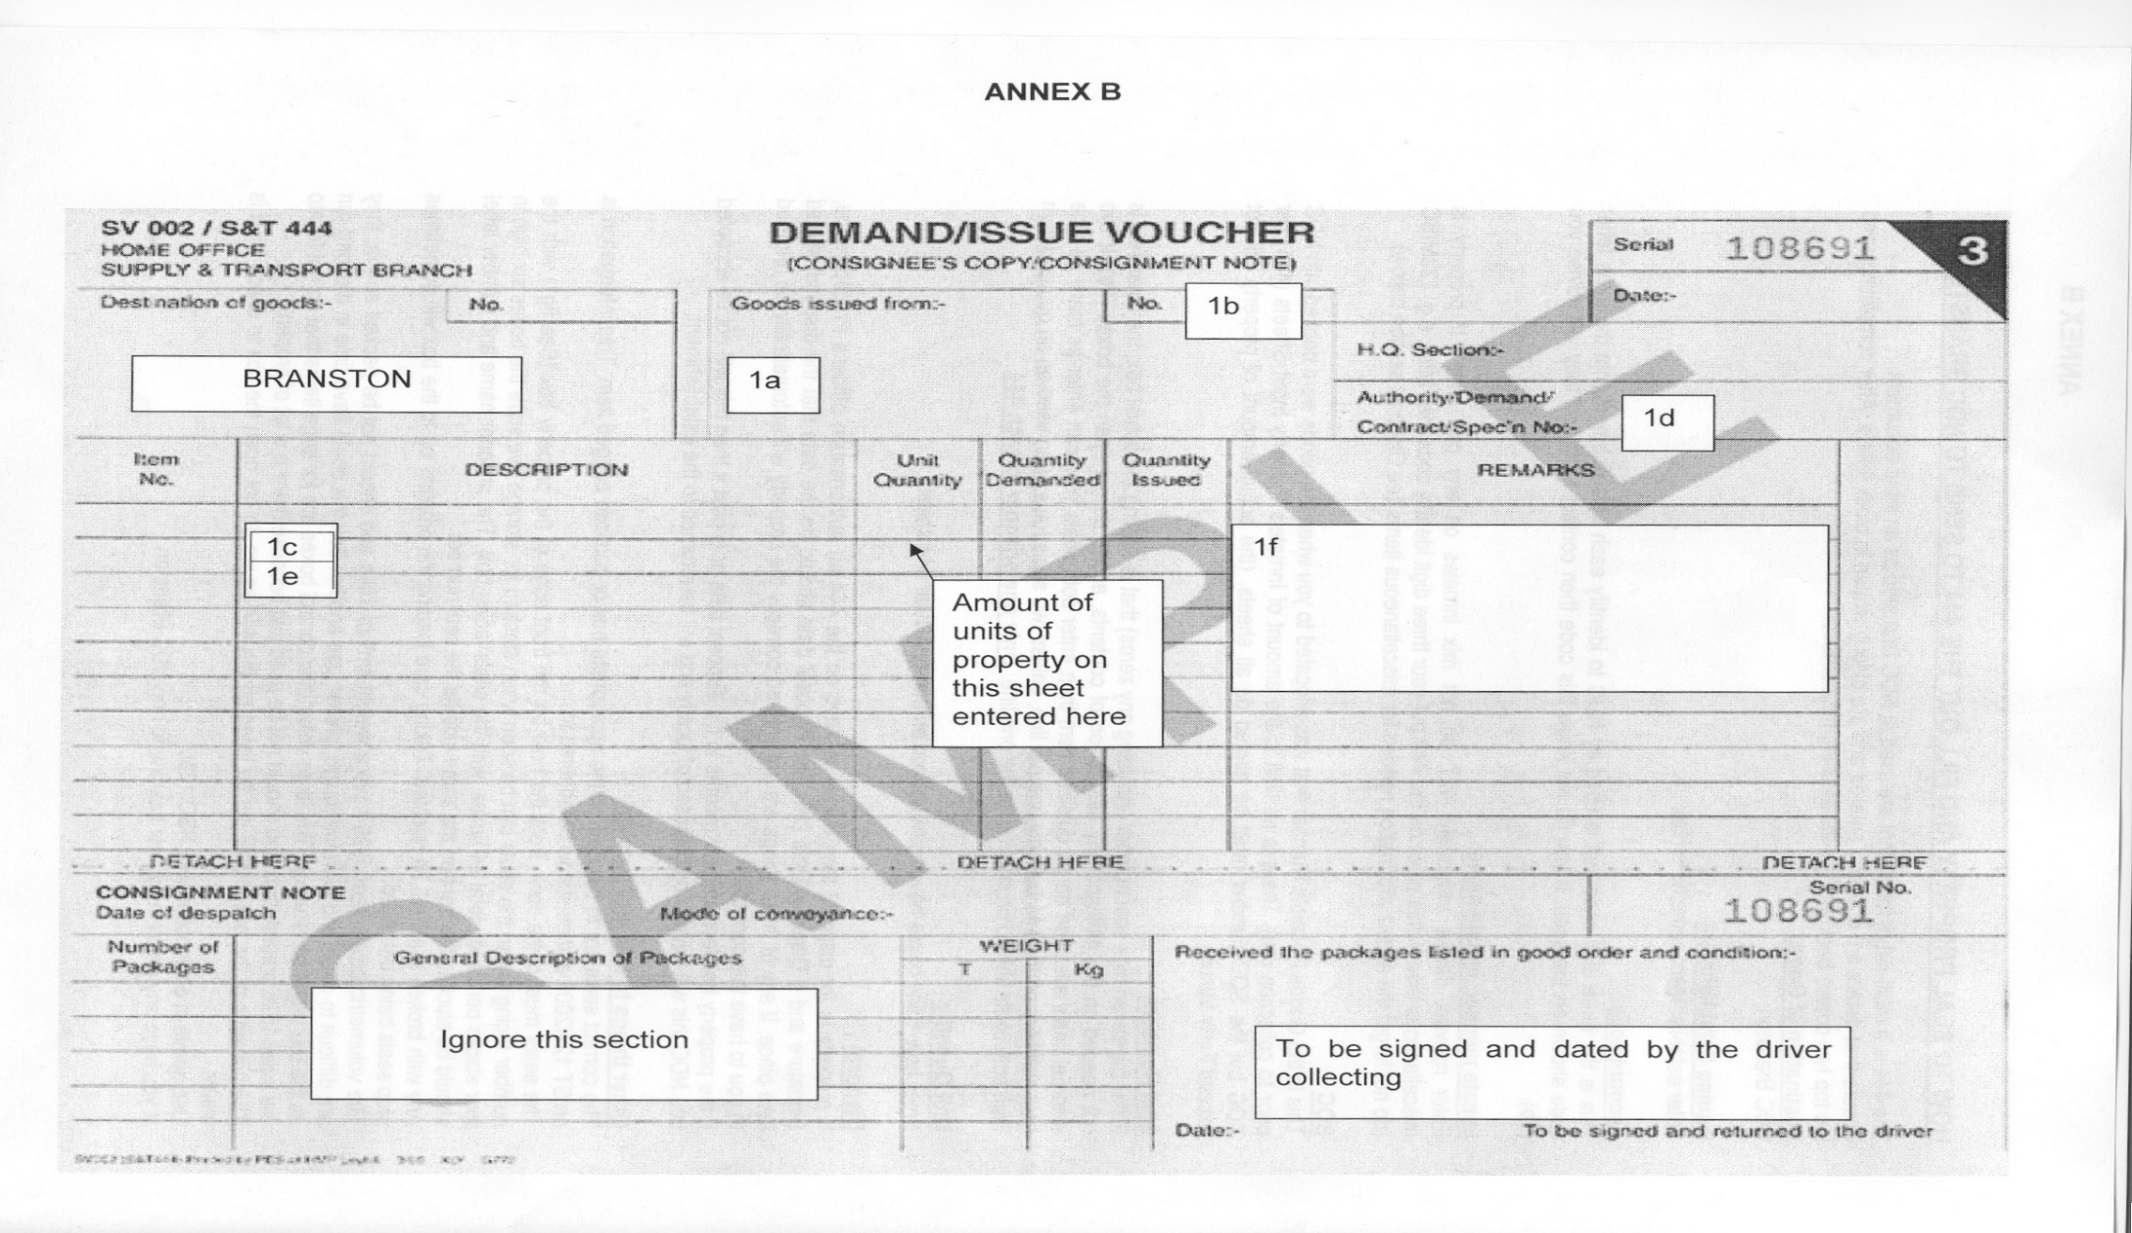 ANNEX B
SV 002 / S&T 444
HOME OFFICE
SUPPLY & TRANSPORT BRANCH
DEMAND/ISSUE VOUCHER
(CONSIGNEE'S COPY/CONSIGNMENT NOTE)
Serial 108691
3
Date:-
Destination of goods:- No.
BRANSTON
Goods issued from:- No. 1b
1a
H.Q. Section:-
Authority/Demand/
Contract/Spec'n No:- 1d
Item
No.
DESCRIPTION
Unit
Quantity
Quantity
Demanded
Quantity
Issued
REMARKS
1c
1e
1f
Amount of
units of
property on
this sheet
entered here
SAMPLE
DETACH HERE DETACH HERE DETACH HERE
CONSIGNMENT NOTE
Date of despatch Mode of conveyance:-
Serial No.
108691
Number of
Packages
General Description of Packages
WEIGHT
T Kg
Received the packages listed in good order and condition:-
Ignore this section
To be signed and dated by the driver
collecting
Date:- To be signed and returned to the driver